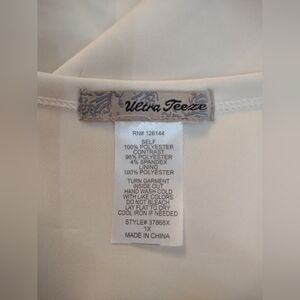 Ultra Teeze
RN# 126144
SELF
100% POLYESTER
CONTRAST
96% POLYESTER
4% SPANDEX
LINING
100% POLYESTER
TURN GARMENT
INSIDE OUT
HAND WASH COLD
WITH LIKE COLORS
DO NOT BLEACH
LAY FLAT TO DRY
COOL IRON IF NEEDED
STYLE# 37868X
1X
MADE IN CHINA